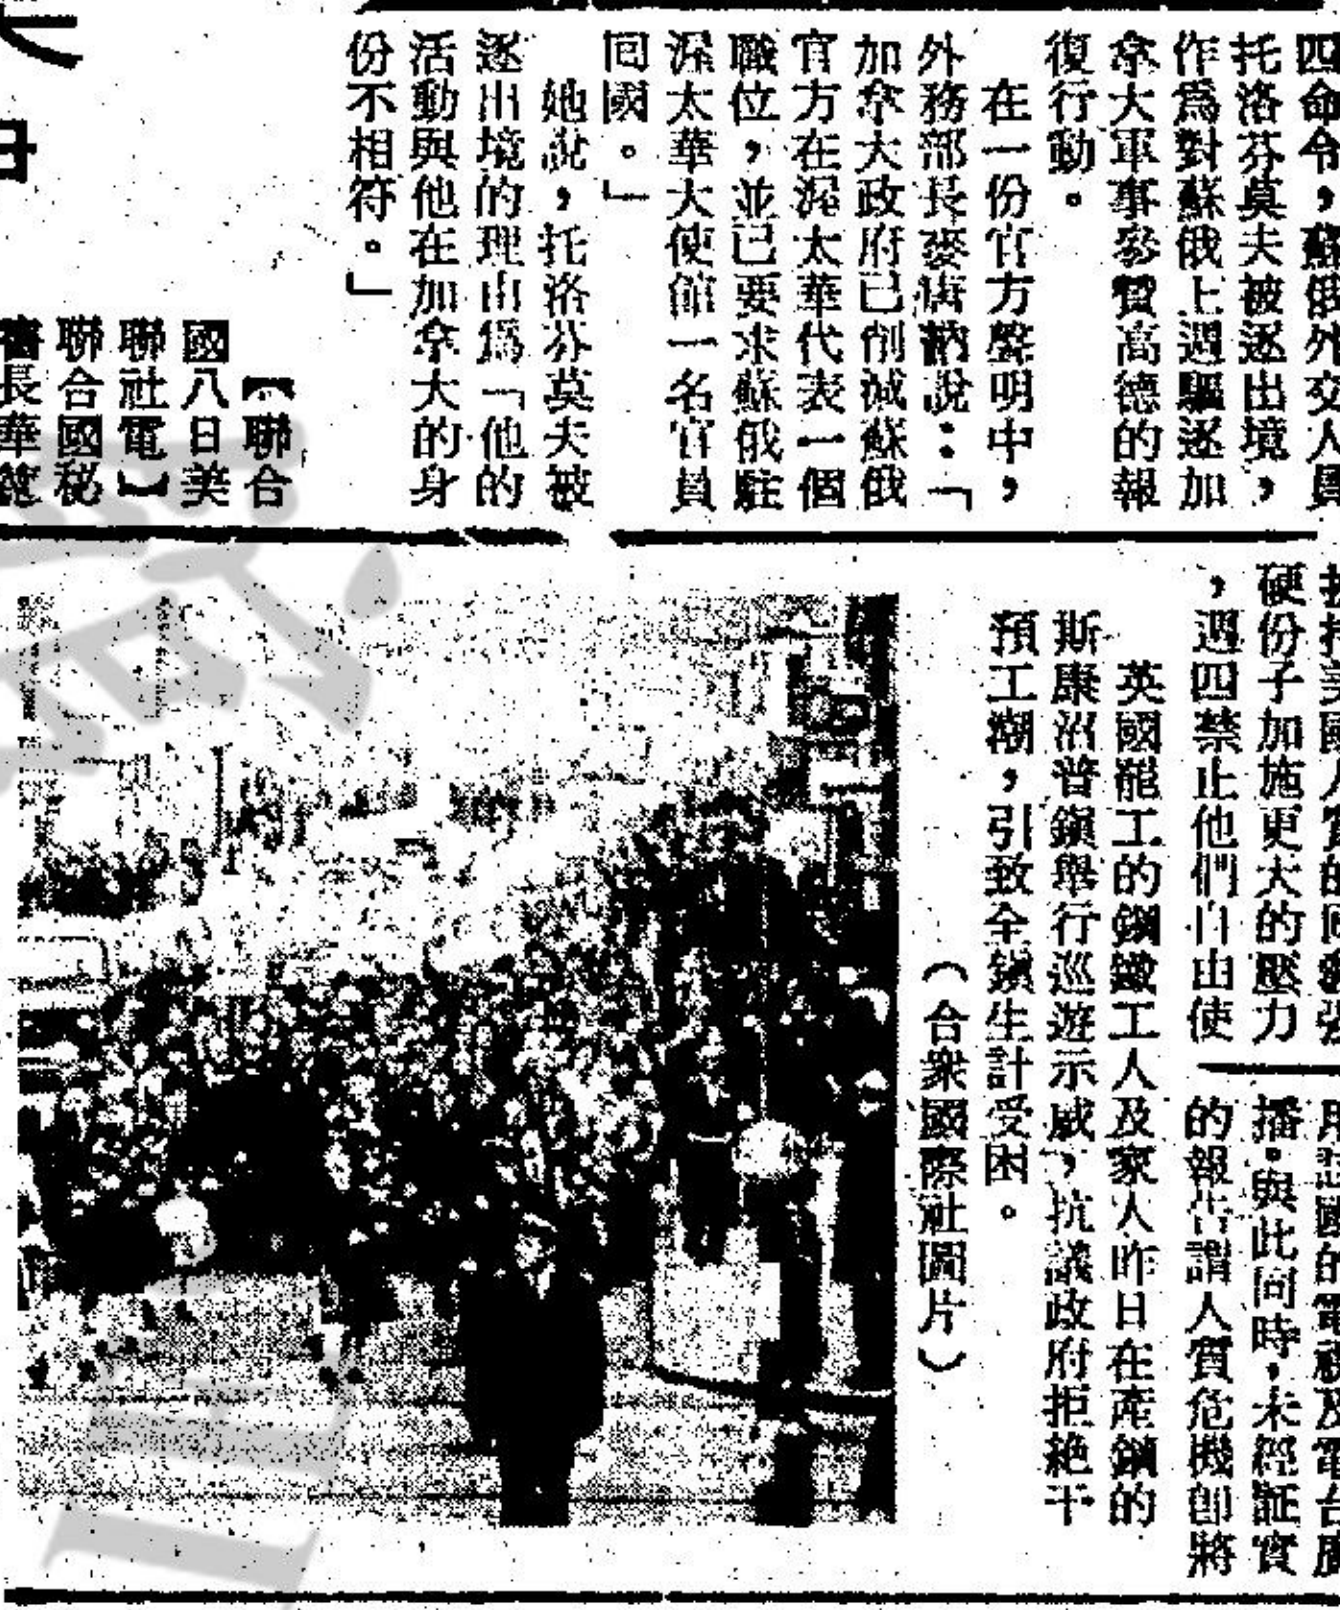 四命令，蘇俄外交人員
托洛芬莫夫被逐出境，
作爲對蘇俄上週驅逐加
拿大軍事參贊高德的報
復行動。
在一份官方聲明中，
外務部長麥唐納說：「
加拿大政府已削減蘇俄
官方在渥太華代表一個
職位，並已要求蘇俄駐
渥太華大使館一名官員
回國。」
她說，托洛芬莫夫被
逐出境的理由爲「他的
活動與他在加拿大的身
份不相符。」
【聯合
國八日美
聯社電】
聯合國秘
書長華
硬份子加施更大的壓力
，週四禁止他們自由使
播。與此同時，未經証實
的報告謂人質危機卽將
英國罷工的鋼鐵工人及家人昨日在產鋼的
斯康沼普鎭舉行巡遊示威，抗議政府拒絕干
預工潮，引致全鎭生計受困。
（合衆國際社圖片）